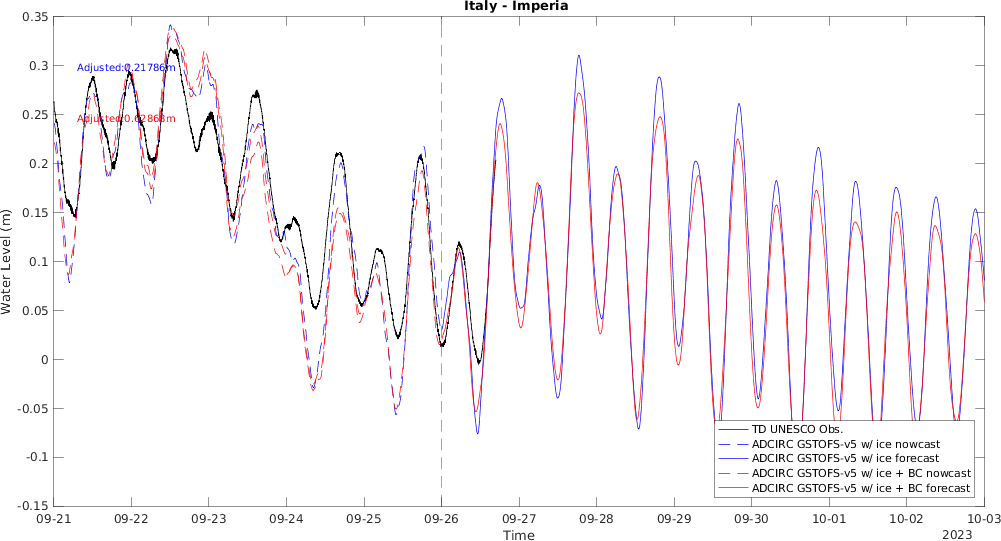 Italy - Imperia
Water Level (m)
0.35
0.3
0.25
0.2
0.15
0.1
0.05
0
-0.05
-0.1
-0.15
Adjusted:0.21786m
TD UNESCO Obs.
ADCIRC GSTOFS-v5 w/ ice nowcast
ADCIRC GSTOFS-v5 w/ ice forecast
ADCIRC GSTOFS-v5 w/ ice + BC nowcast
ADCIRC GSTOFS-v5 w/ ice + BC forecast
09-21 09-22 09-23 09-24 09-25 09-26 09-27 09-28 09-29 09-30 10-01 10-02 10-03
Time
2023